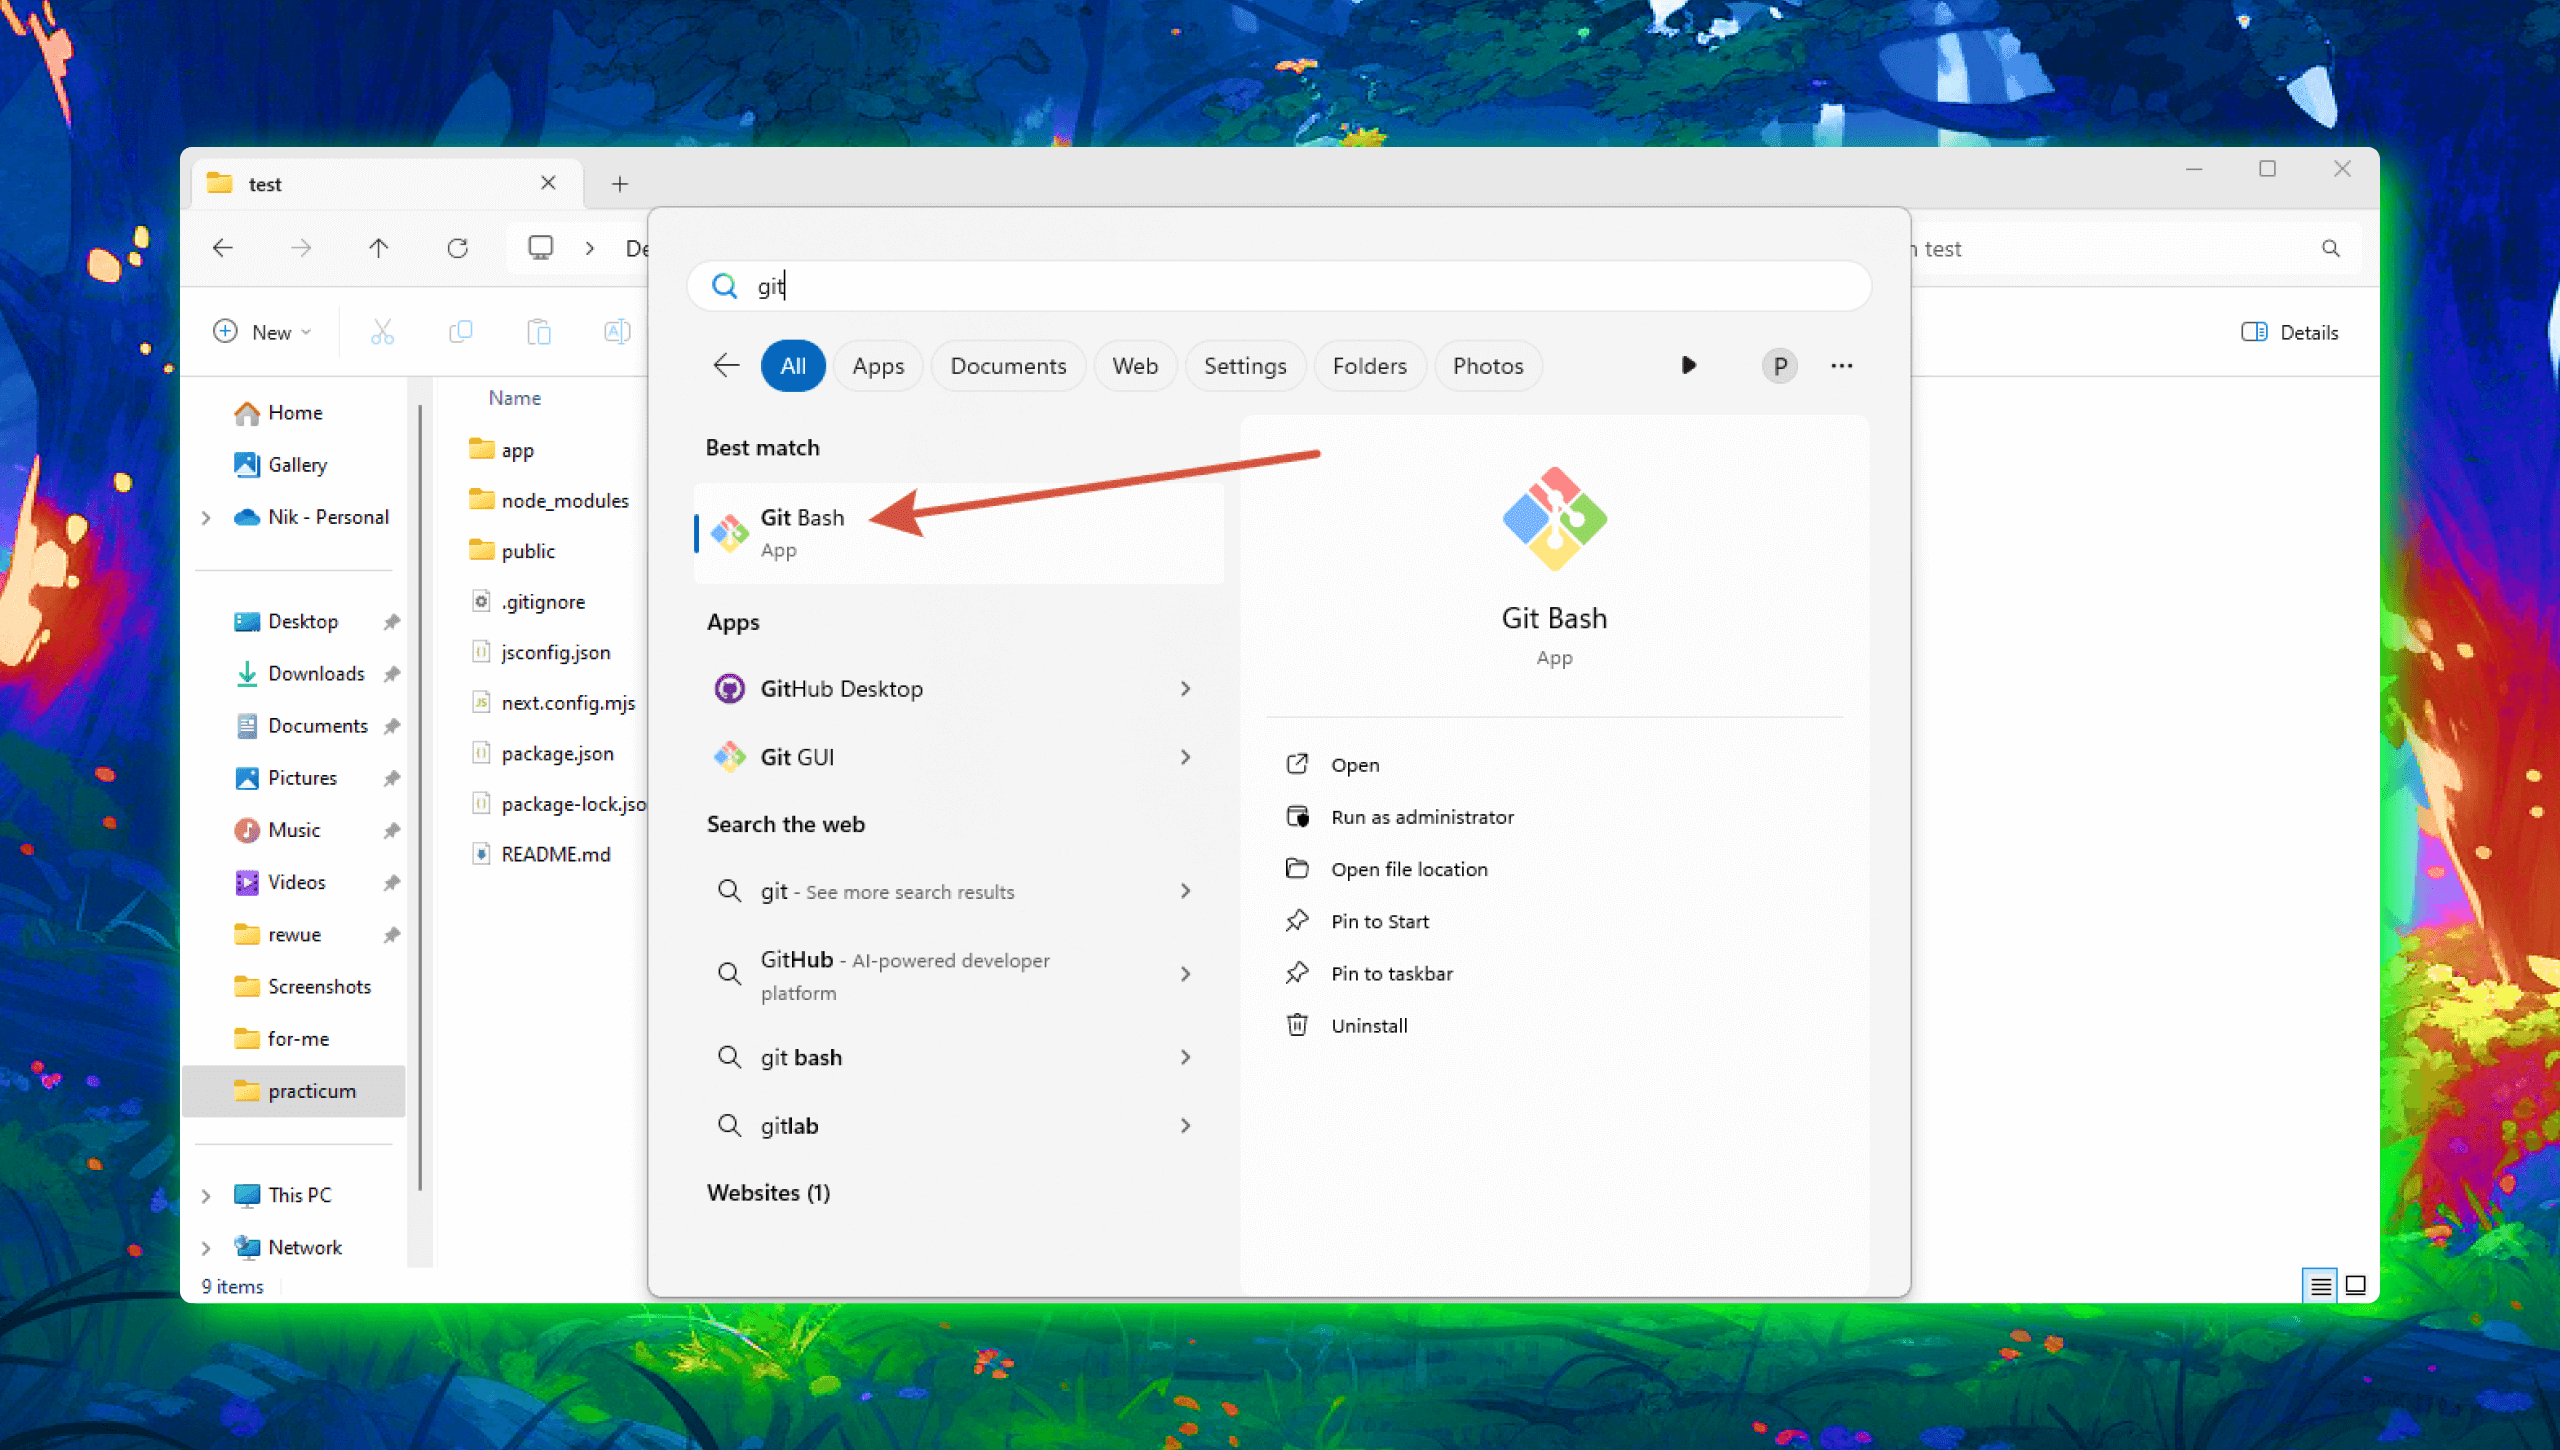 test
De
n test
New
Details
Home
Gallery
Nik - Personal
Desktop
Downloads
Documents
Pictures
Music
Videos
rewue
Screenshots
for-me
practicum
This PC
Network
9 items
Name
app
node_modules
public
.gitignore
jsconfig.json
next.config.mjs
package.json
package-lock.jso
README.md
git
All
Apps
Documents
Web
Settings
Folders
Photos
P
Best match
Git Bash
App
Apps
GitHub Desktop
Git GUI
Search the web
git - See more search results
GitHub - AI-powered developer
platform
git bash
gitlab
Websites (1)
Git Bash
App
Open
Run as administrator
Open file location
Pin to Start
Pin to taskbar
Uninstall